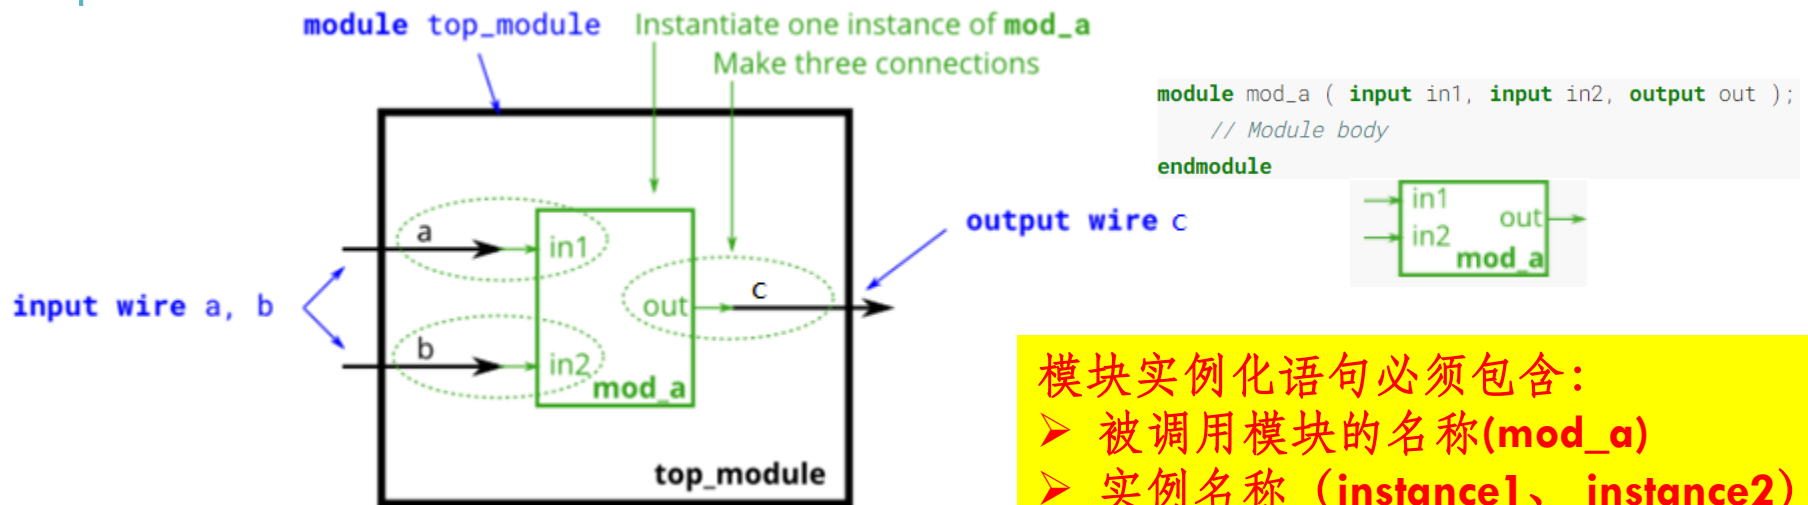 module top_module
Instantiate one instance of mod_a
Make three connections
module mod_a ( input in1, input in2, output out );
// Module body
endmodule
in1
out
in2
mod_a
output wire c
a
in1
input wire a, b
out
c
b
in2
mod_a
top_module
模块实例化语句必须包含:
➢ 被调用模块的名称(mod_a)
➢ 实例名称（instance1、 instance2）